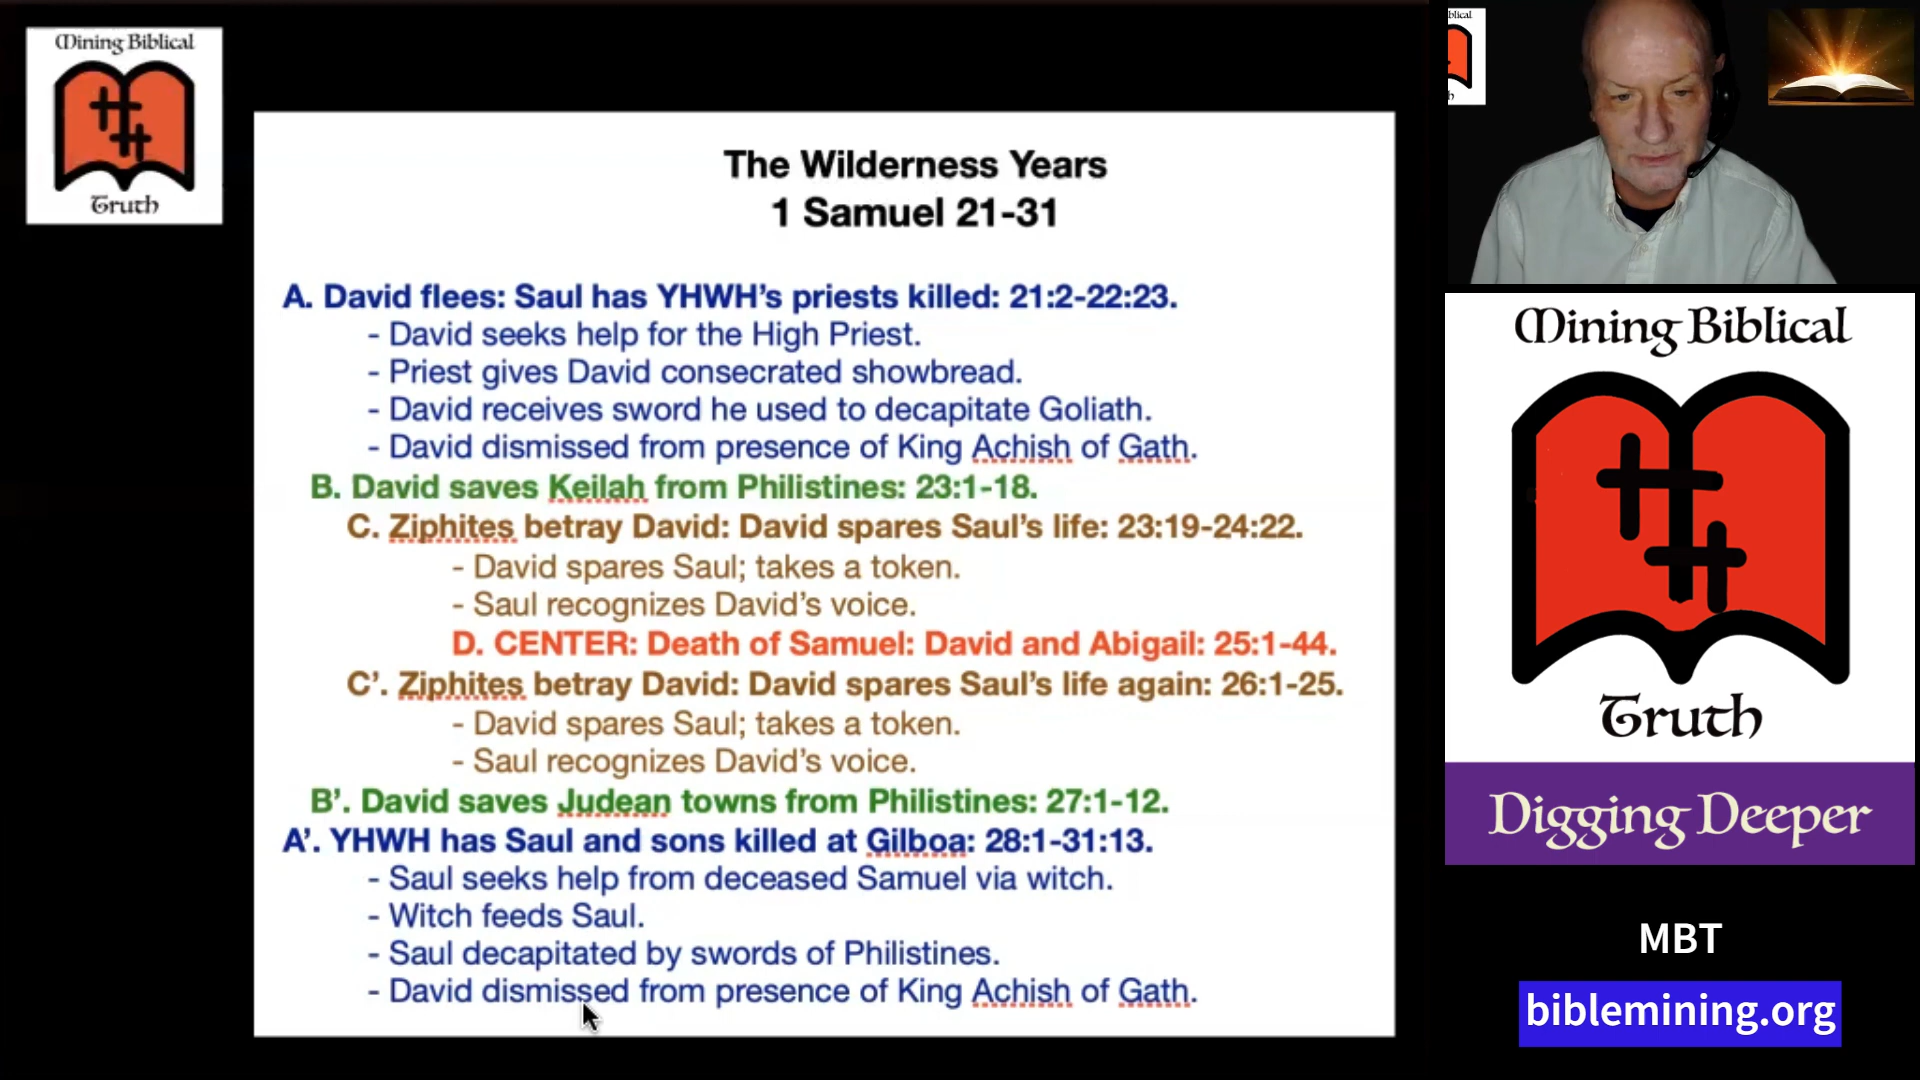 Mining Biblical
Truth
The Wilderness Years
1 Samuel 21-31
A. David flees: Saul has YHWH’s priests killed: 21:2-22:23.
- David seeks help for the High Priest.
- Priest gives David consecrated showbread.
- David receives sword he used to decapitate Goliath.
- David dismissed from presence of King Achish of Gath.
B. David saves Keilah from Philistines: 23:1-18.
C. Ziphites betray David: David spares Saul’s life: 23:19-24:22.
- David spares Saul; takes a token.
- Saul recognizes David’s voice.
D. CENTER: Death of Samuel: David and Abigail: 25:1-44.
C’. Ziphites betray David: David spares Saul’s life again: 26:1-25.
- David spares Saul; takes a token.
- Saul recognizes David’s voice.
B’. David saves Judean towns from Philistines: 27:1-12.
A’. YHWH has Saul and sons killed at Gilboa: 28:1-31:13.
- Saul seeks help from deceased Samuel via witch.
- Witch feeds Saul.
- Saul decapitated by swords of Philistines.
- David dismissed from presence of King Achish of Gath.
Mining Biblical
Truth
Digging Deeper
MBT
biblemining.org